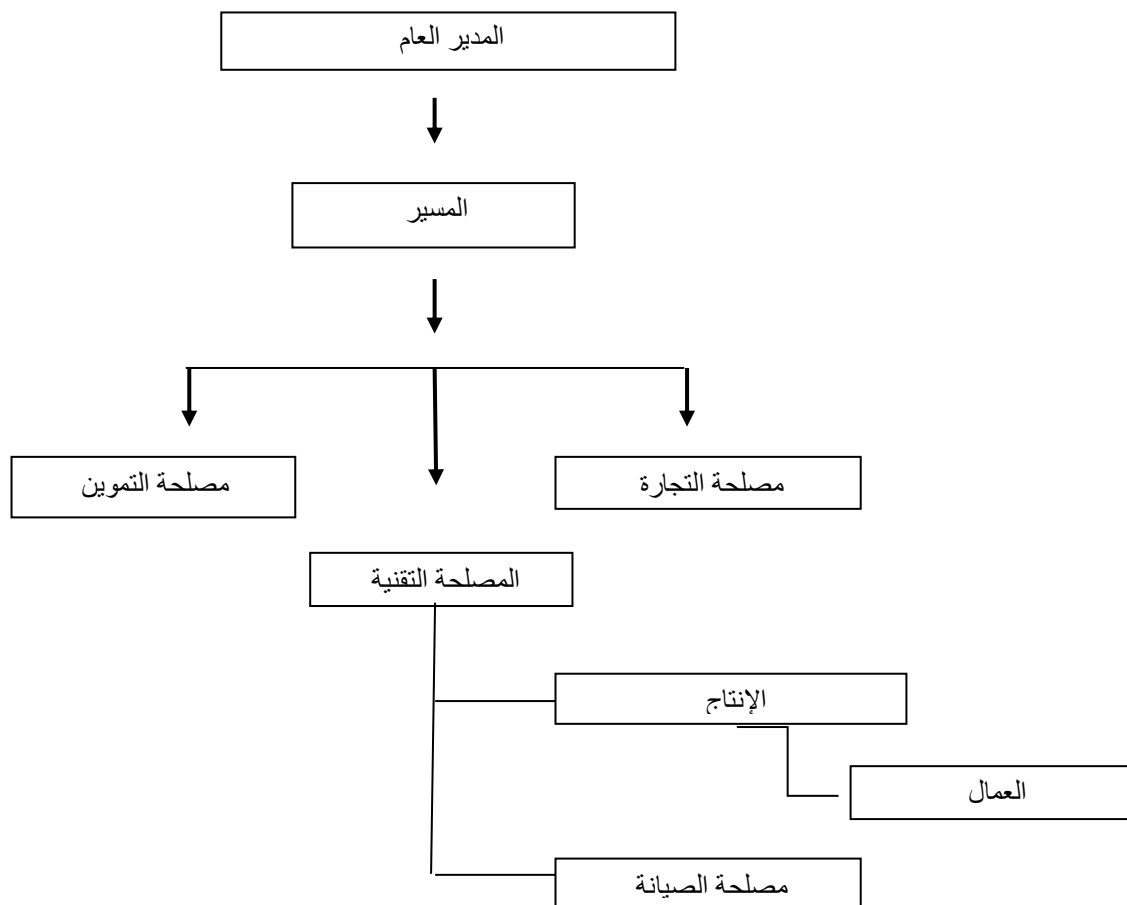 المدير العام
المسير
مصلحة التجارة
مصلحة التموين
المصلحة التقنية
الإنتاج
العمال
مصلحة الصيانة